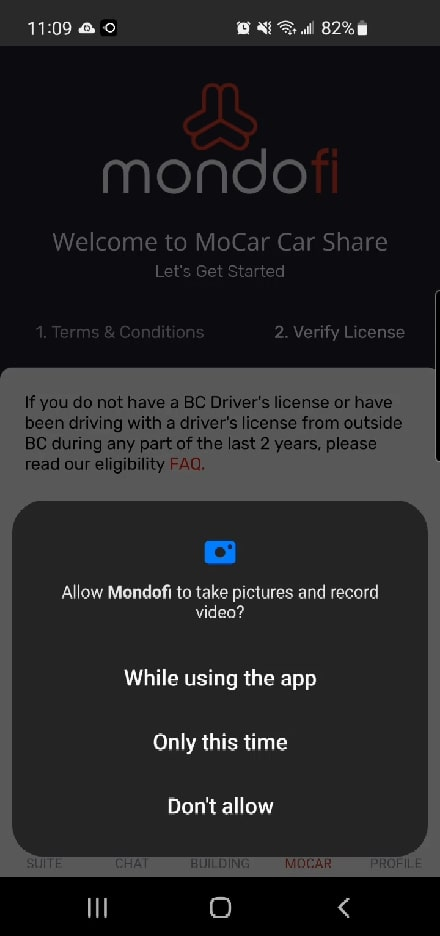 11:09
82%
mondofi
Welcome to MoCar Car Share
Let's Get Started
1. Terms & Conditions 2. Verify License
If you do not have a BC Driver's license or have
been driving with a driver's license from outside
BC during any part of the last 2 years, please
read our eligibility FAQ.
Allow Mondofi to take pictures and record
video?
While using the app
Only this time
Don't allow
SUITE CHAT BUILDING MOCAR PROFILE